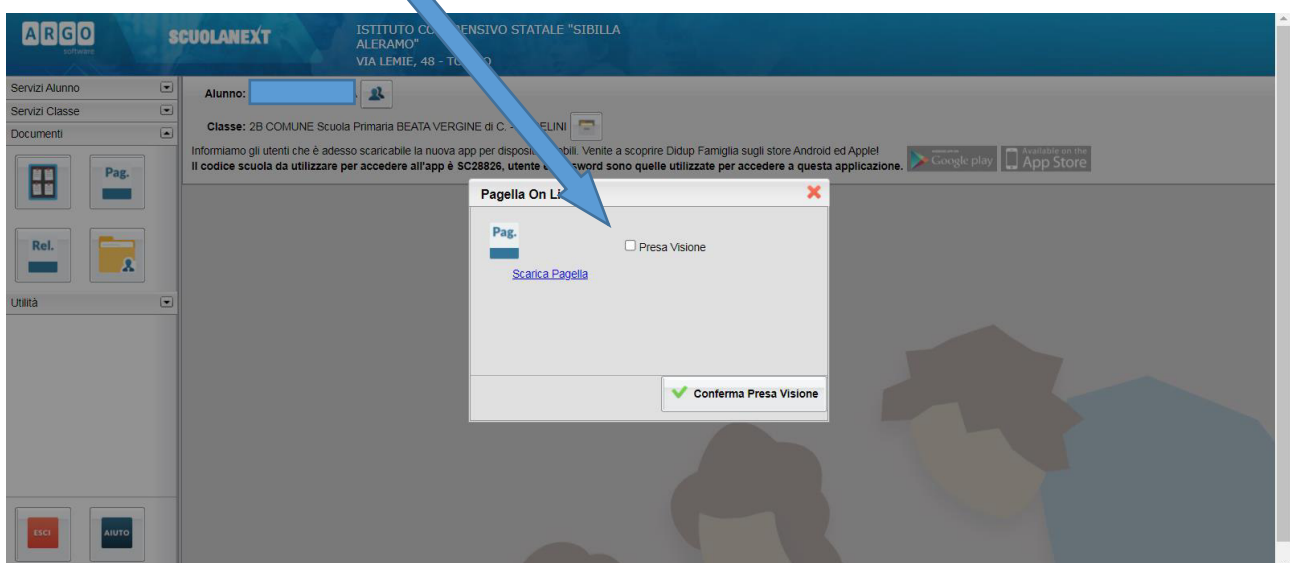 ARGO
software
SCUOLANEXT
ISTITUTO CO ENSIVO STATALE "SIBILLA
ALERAMO"
VIA LEMIE, 48 - TO O
Servizi Alunno
Servizi Classe
Documenti
Pag.
Rel.
Utilità
ESCI
AIUTO
Alunno:
Classe: 2B COMUNE Scuola Primaria BEATA VERGINE di C. - ELINI
Informiamo gli utenti che è adesso scaricabile la nuova app per disposit bili. Venite a scoprire Didup Famiglia sugli store Android ed Apple!
Il codice scuola da utilizzare per accedere all'app è SC28826, utente e password sono quelle utilizzate per accedere a questa applicazione.
Google play
Available on the
App Store
Pagella On Li
Pag.
Presa Visione
Scarica Pagella
Conferma Presa Visione